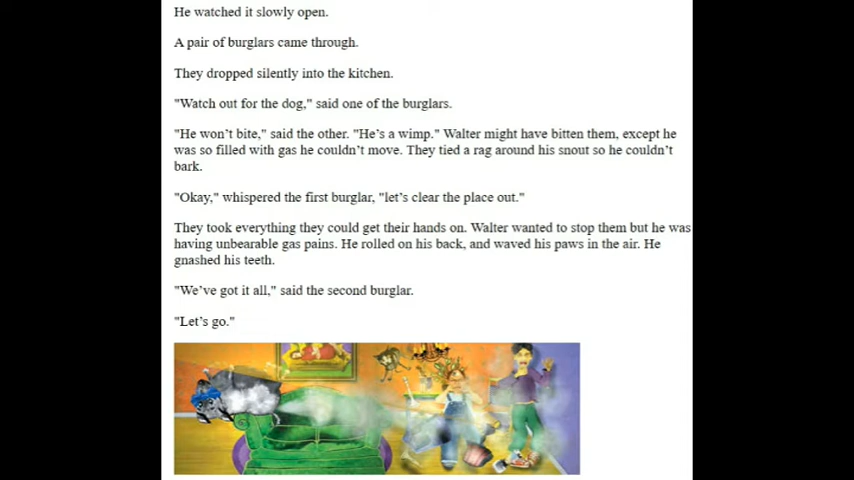 He watched it slowly open.
A pair of burglars came through.
They dropped silently into the kitchen.
"Watch out for the dog," said one of the burglars.
"He won't bite," said the other. "He's a wimp." Walter might have bitten them, except he
was so filled with gas he couldn't move. They tied a rag around his snout so he couldn't
bark.
"Okay," whispered the first burglar, "let's clear the place out."
They took everything they could get their hands on. Walter wanted to stop them but he was
having unbearable gas pains. He rolled on his back, and waved his paws in the air. He
gnashed his teeth.
"We've got it all," said the second burglar.
"Let's go."